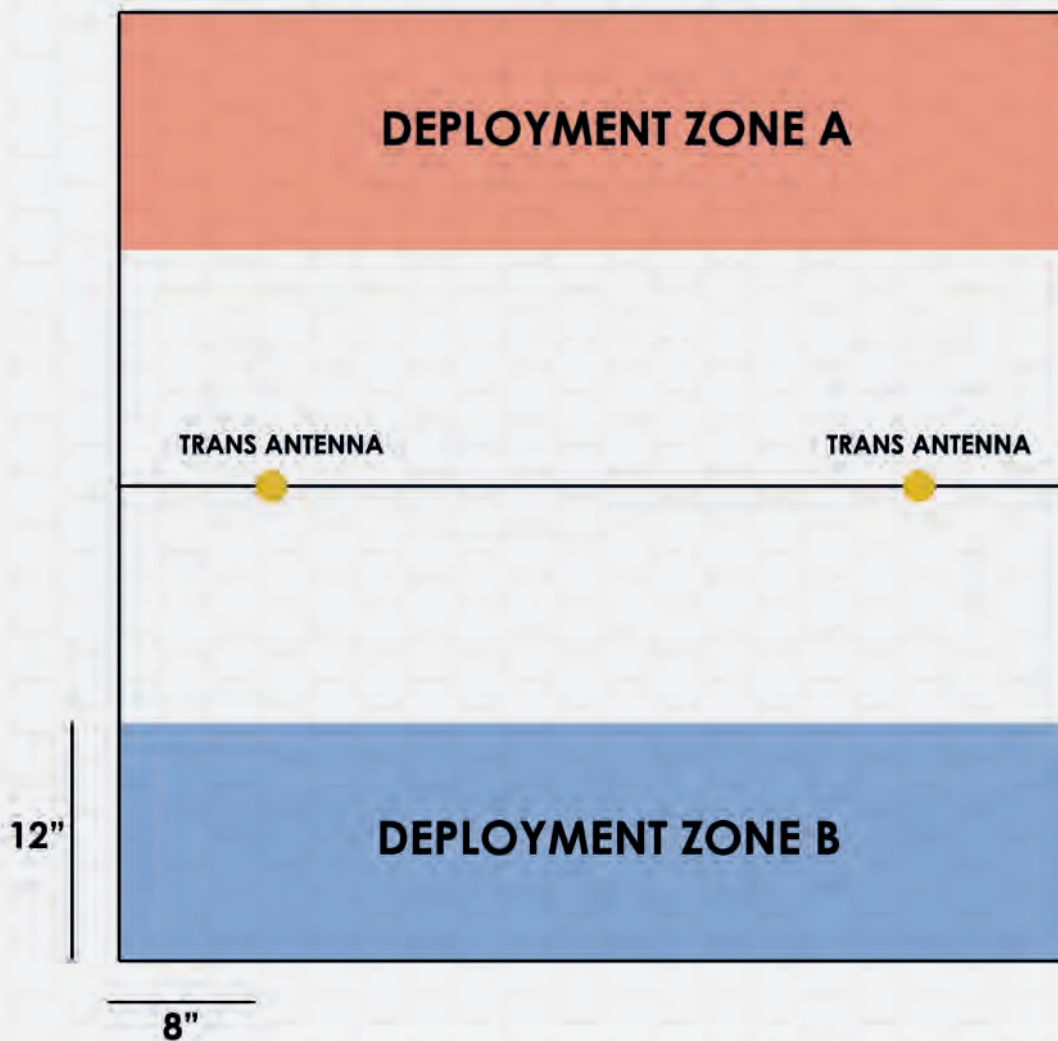 DEPLOYMENT ZONE A
TRANS ANTENNA
TRANS ANTENNA
12”
DEPLOYMENT ZONE B
8”